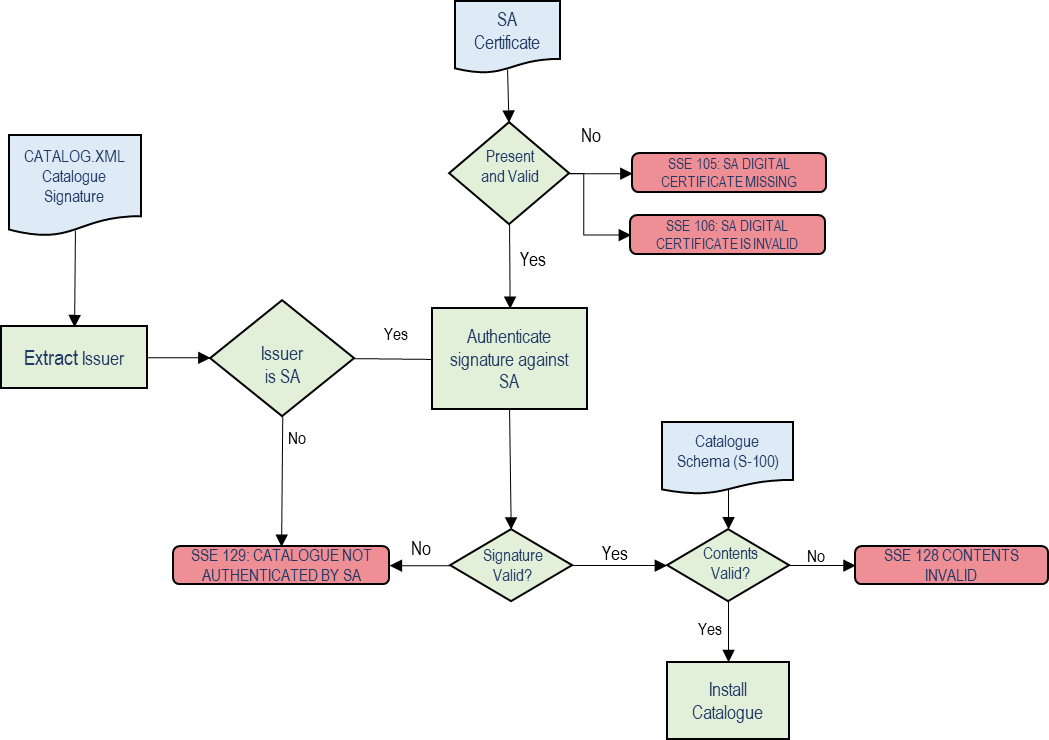 SA
Certificate
CATALOG.XML
Catalogue
Signature
Present
and Valid
No
SSE 105: SA DIGITAL
CERTIFICATE MISSING
SSE 106: SA DIGITAL
CERTIFICATE IS INVALID
Yes
Extract Issuer
Issuer
is SA
Yes
Authenticate
signature against
SA
No
Catalogue
Schema (S-100)
SSE 129: CATALOGUE NOT
AUTHENTICATED BY SA
No
Signature
Valid?
Yes
Contents
Valid?
No
SSE 128 CONTENTS
INVALID
Yes
Install
Catalogue